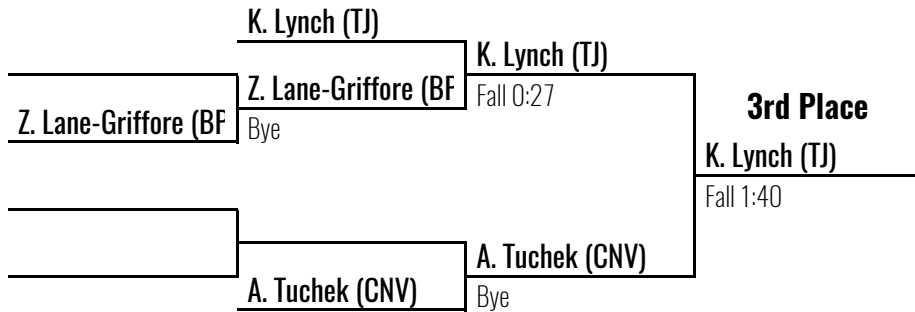 K. Lynch (TJ)
K. Lynch (TJ)
Z. Lane-Griffore (BF
Fall 0:27
3rd Place
Z. Lane-Griffore (BF
Bye
K. Lynch (TJ)
Fall 1:40
A. Tuchek (CNV)
A. Tuchek (CNV)
Bye